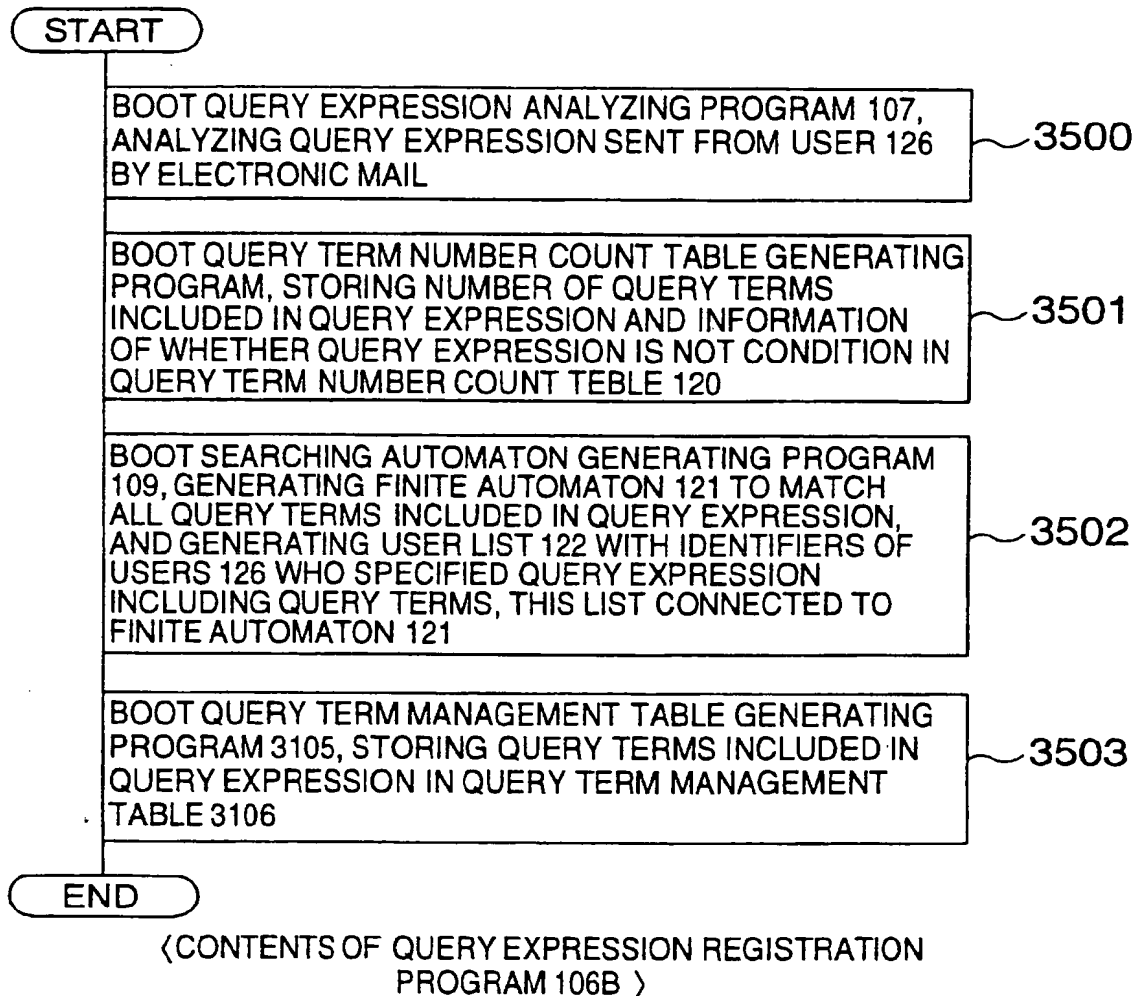 START
BOOT QUERY EXPRESSION ANALYZING PROGRAM 107,
ANALYZING QUERY EXPRESSION SENT FROM USER 126
BY ELECTRONIC MAIL
3500
BOOT QUERY TERM NUMBER COUNT TABLE GENERATING
PROGRAM, STORING NUMBER OF QUERY TERMS
INCLUDED IN QUERY EXPRESSION AND INFORMATION
OF WHETHER QUERY EXPRESSION IS NOT CONDITION IN
QUERY TERM NUMBER COUNT TEBLE 120
3501
BOOT SEARCHING AUTOMATON GENERATING PROGRAM
109, GENERATING FINITE AUTOMATON 121 TO MATCH
ALL QUERY TERMS INCLUDED IN QUERY EXPRESSION,
AND GENERATING USER LIST 122 WITH IDENTIFIERS OF
USERS 126 WHO SPECIFIED QUERY EXPRESSION
INCLUDING QUERY TERMS, THIS LIST CONNECTED TO
FINITE AUTOMATON 121
3502
BOOT QUERY TERM MANAGEMENT TABLE GENERATING
PROGRAM 3105, STORING QUERY TERMS INCLUDED IN
QUERY EXPRESSION IN QUERY TERM MANAGEMENT
TABLE 3106
3503
END
〈CONTENTS OF QUERY EXPRESSION REGISTRATION
PROGRAM 106B 〉